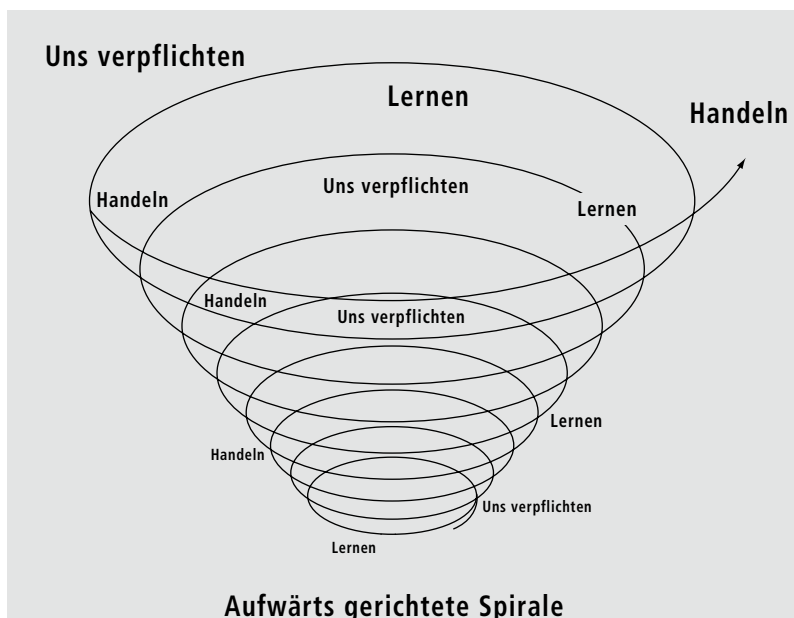 Uns verpflichten
Lernen
Handeln
Uns verpflichten
Handeln
Lernen
Handeln
Uns verpflichten
Lernen
Handeln
Uns verpflichten
Lernen
Aufwärts gerichtete Spirale